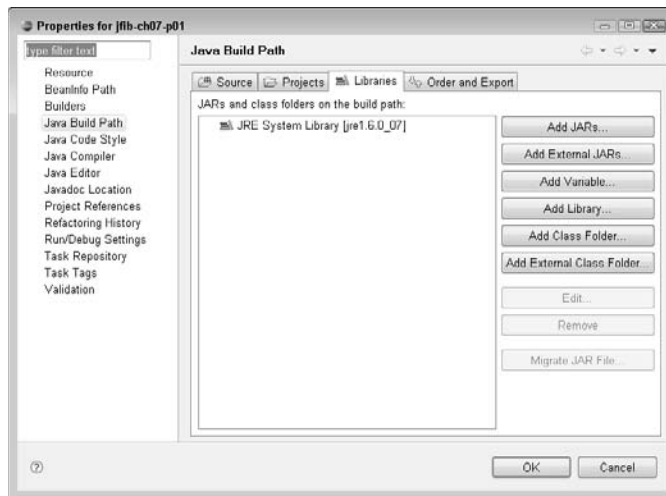 Properties for jfib-ch07-p01
type filter text
Resource
BeanInfo Path
Builders
Java Build Path
Java Code Style
Java Compiler
Java Editor
Javadoc Location
Project References
Refactoring History
Run/Debug Settings
Task Repository
Task Tags
Validation
Java Build Path
Source Projects Libraries Order and Export
JARs and class folders on the build path:
JRE System Library [jre1.6.0_07]
Add JARs...
Add External JARs...
Add Variable...
Add Library...
Add Class Folder...
Add External Class Folder...
Edit...
Remove
Migrate JAR File...
?
OK Cancel